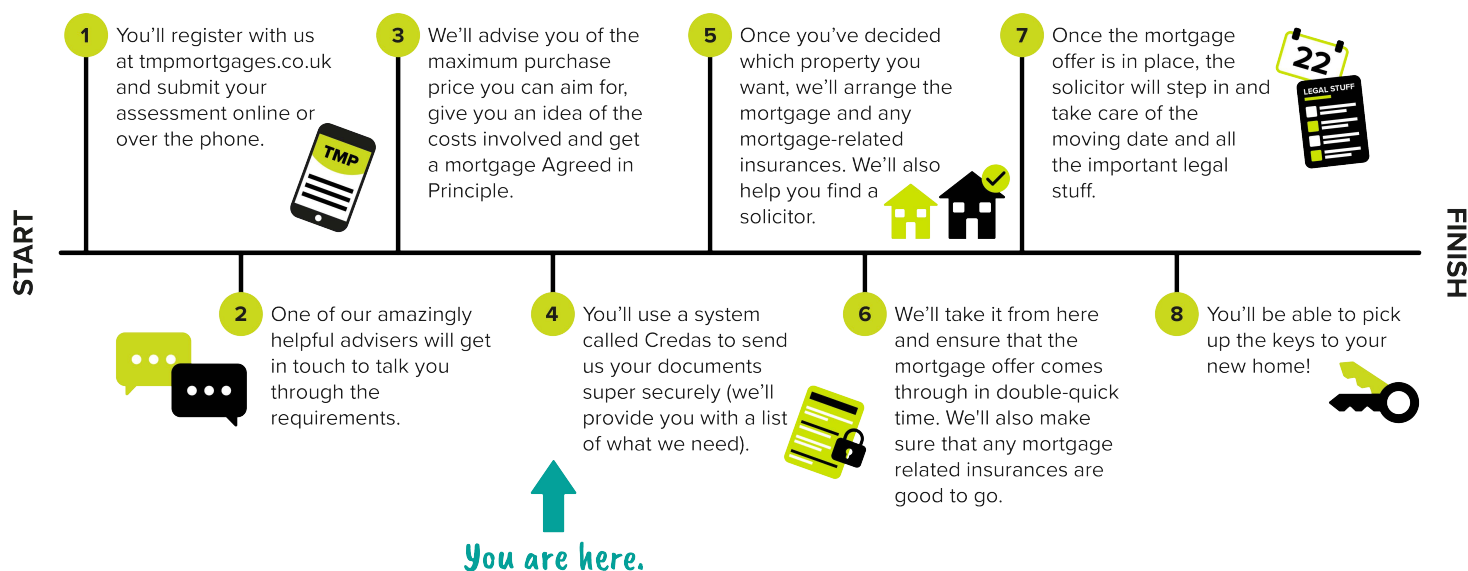 START
1
You’ll register with us
at tmpmortgages.co.uk
and submit your
assessment online or
over the phone.
TMP
2
One of our amazingly
helpful advisers will get
in touch to talk you
through the
requirements.
3
We’ll advise you of the
maximum purchase
price you can aim for,
give you an idea of the
costs involved and get
a mortgage Agreed in
Principle.
4
You’ll use a system
called Credas to send
us your documents
super securely (we’ll
provide you with a list
of what we need).
You are here.
5
Once you’ve decided
which property you
want, we’ll arrange the
mortgage and any
mortgage-related
insurances. We’ll also
help you find a
solicitor.
6
We’ll take it from here
and ensure that the
mortgage offer comes
through in double-quick
time. We'll also make
sure that any mortgage
related insurances are
good to go.
7
Once the mortgage
offer is in place, the
solicitor will step in and
take care of the
moving date and all
the important legal
stuff.
22
LEGAL STUFF
8
You’ll be able to pick
up the keys to your
new home!
FINISH